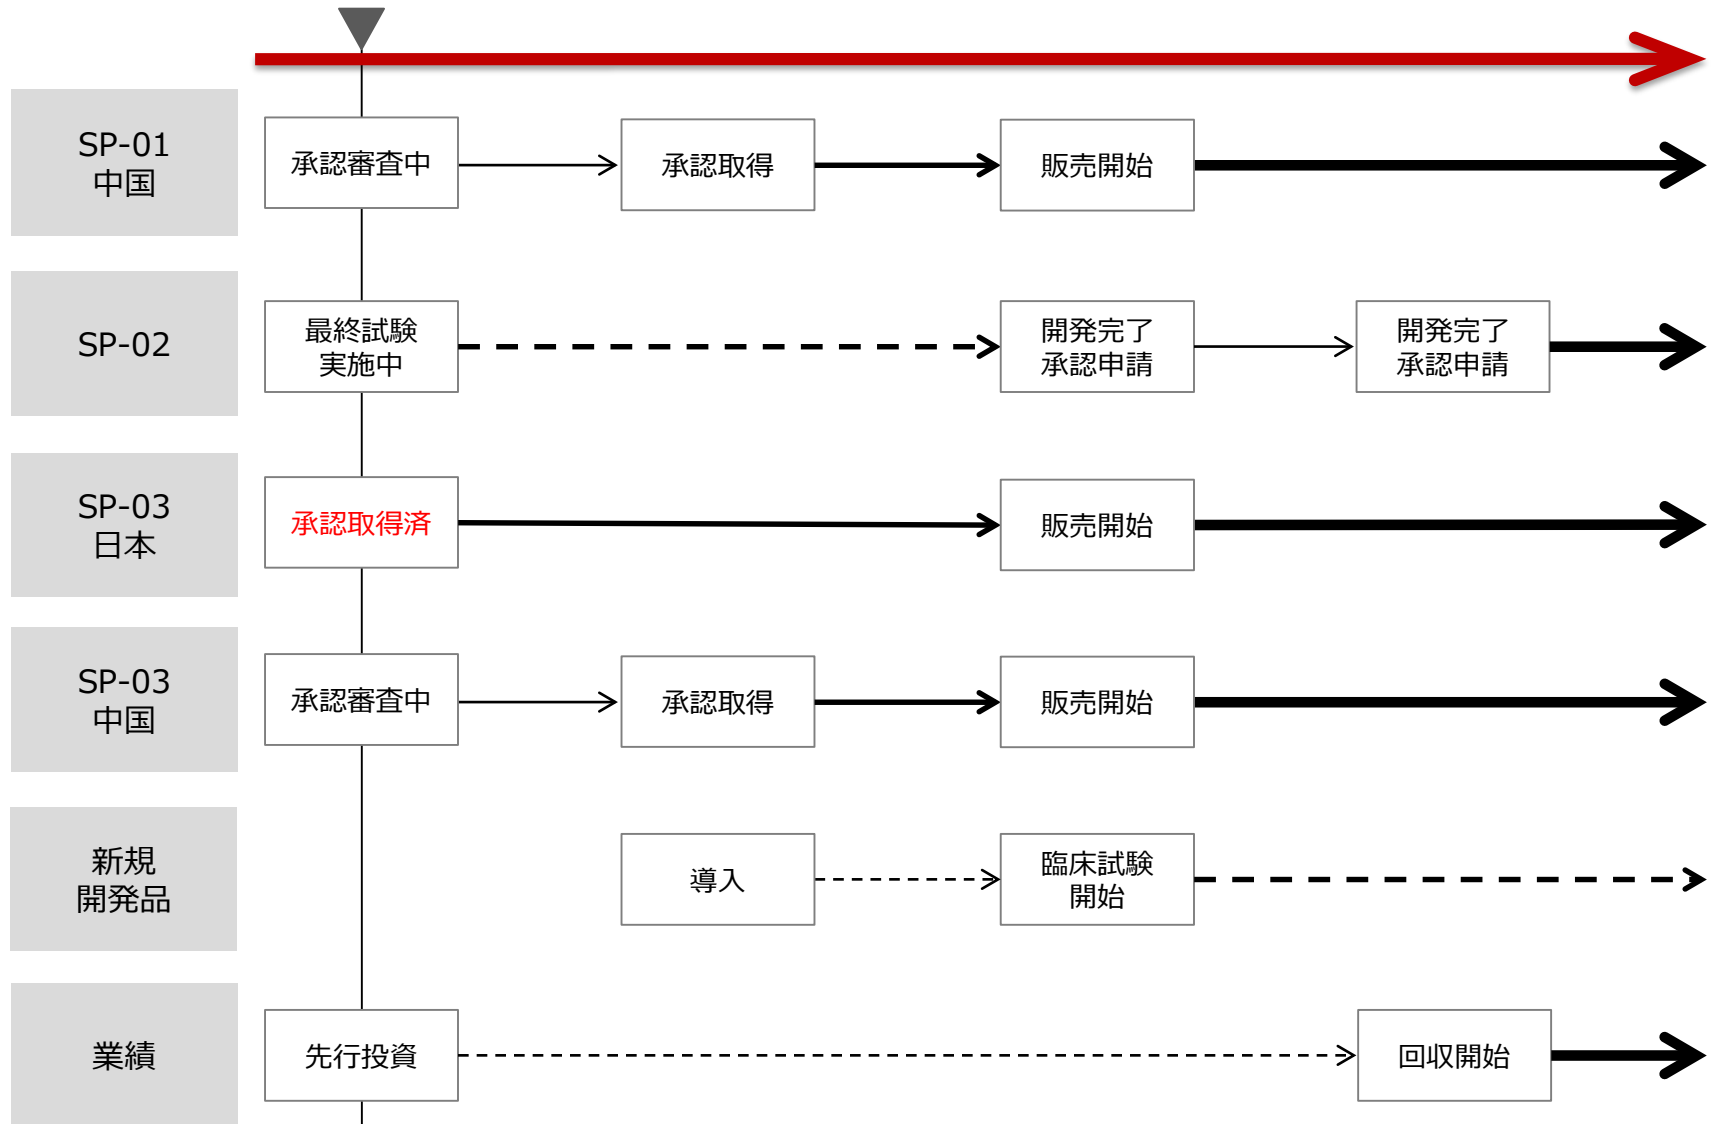 SP-01
中国
承認審査中
承認取得
販売開始
SP-02
最終試験
実施中
開発完了
承認申請
開発完了
承認申請
SP-03
日本
承認取得済
販売開始
SP-03
中国
承認審査中
承認取得
販売開始
新規
開発品
導入
臨床試験
開始
業績
先行投資
回収開始